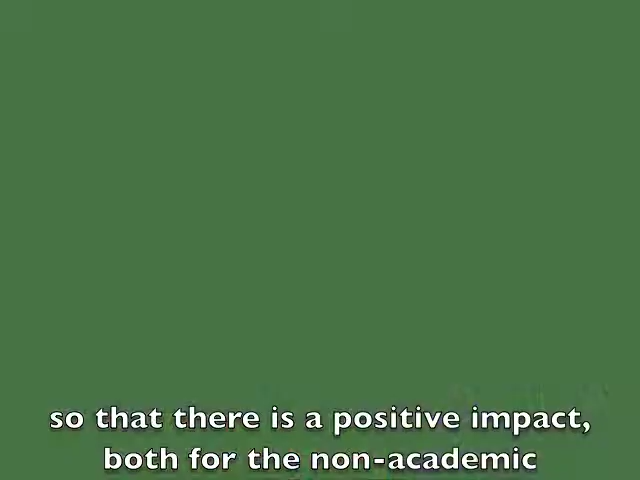 so that there is a positive impact,
both for the non-academic